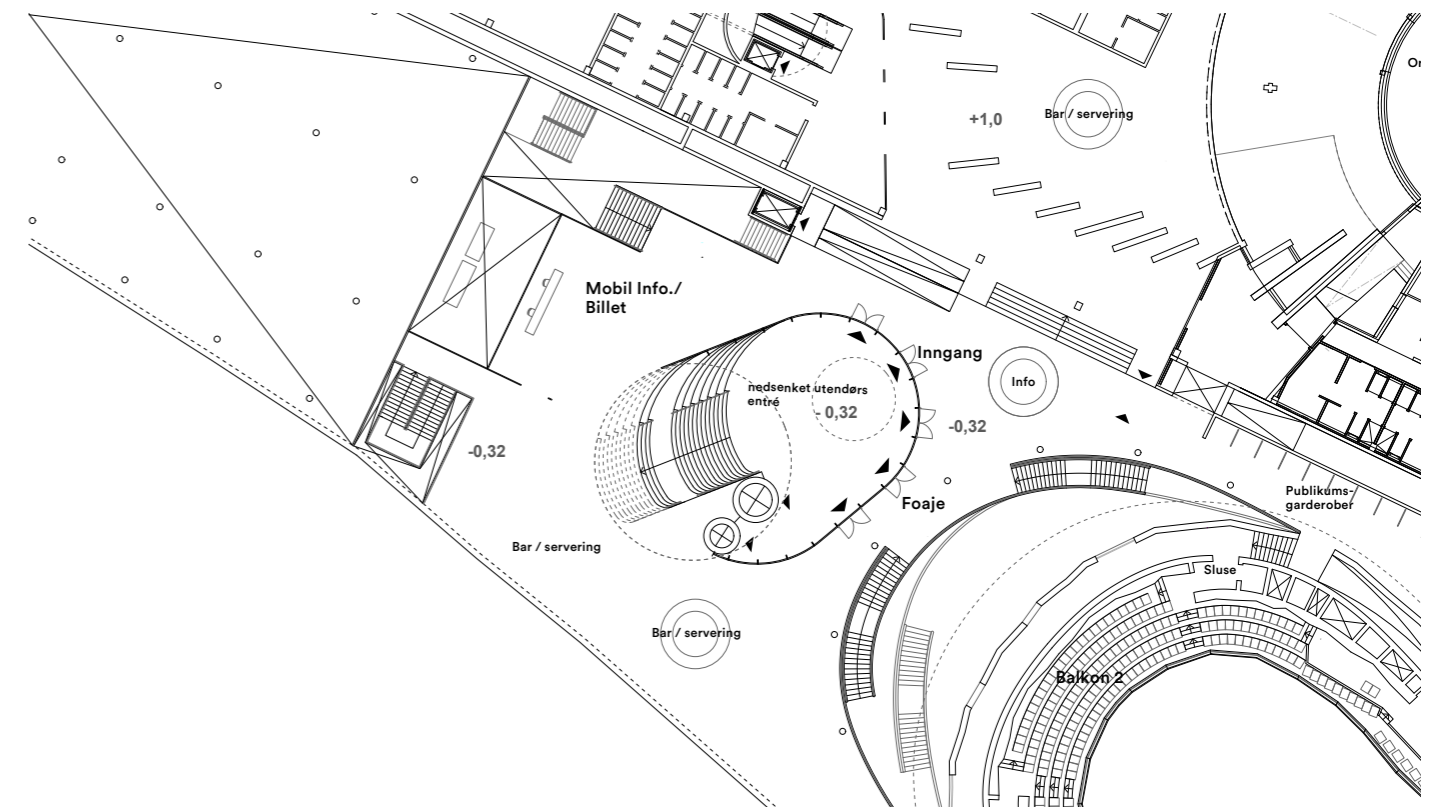 Or
+1,0
Bar / servering
Mobil Info./
Billet
Inngang
Info
nedsenket utendørs
entré
- 0,32
-0,32
-0,32
Foaje
Publikums-
garderober
Bar / servering
Sluse
Bar / servering
Balkon 2